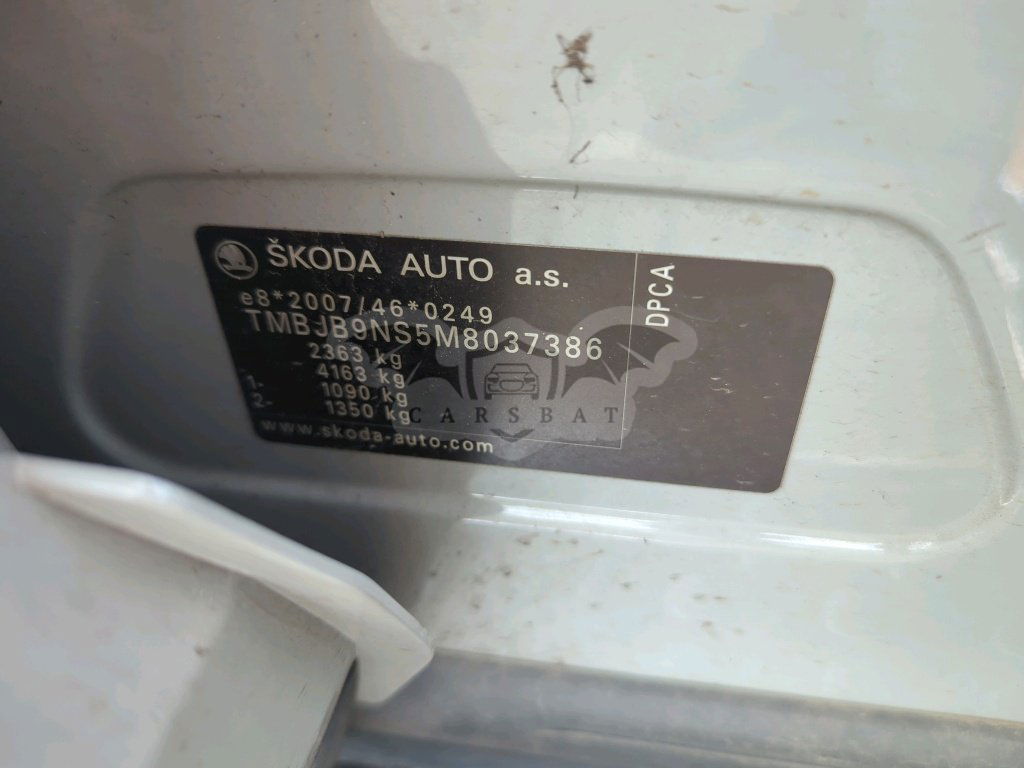 ŠKODA AUTO a.s.
DPCA
e8*2007/46*0249
TMBJB9NS5M8037386
2363 kg
4163 kg
1- 1090 kg
2- 1350 kg
www.skoda-auto.com
CARSBAT